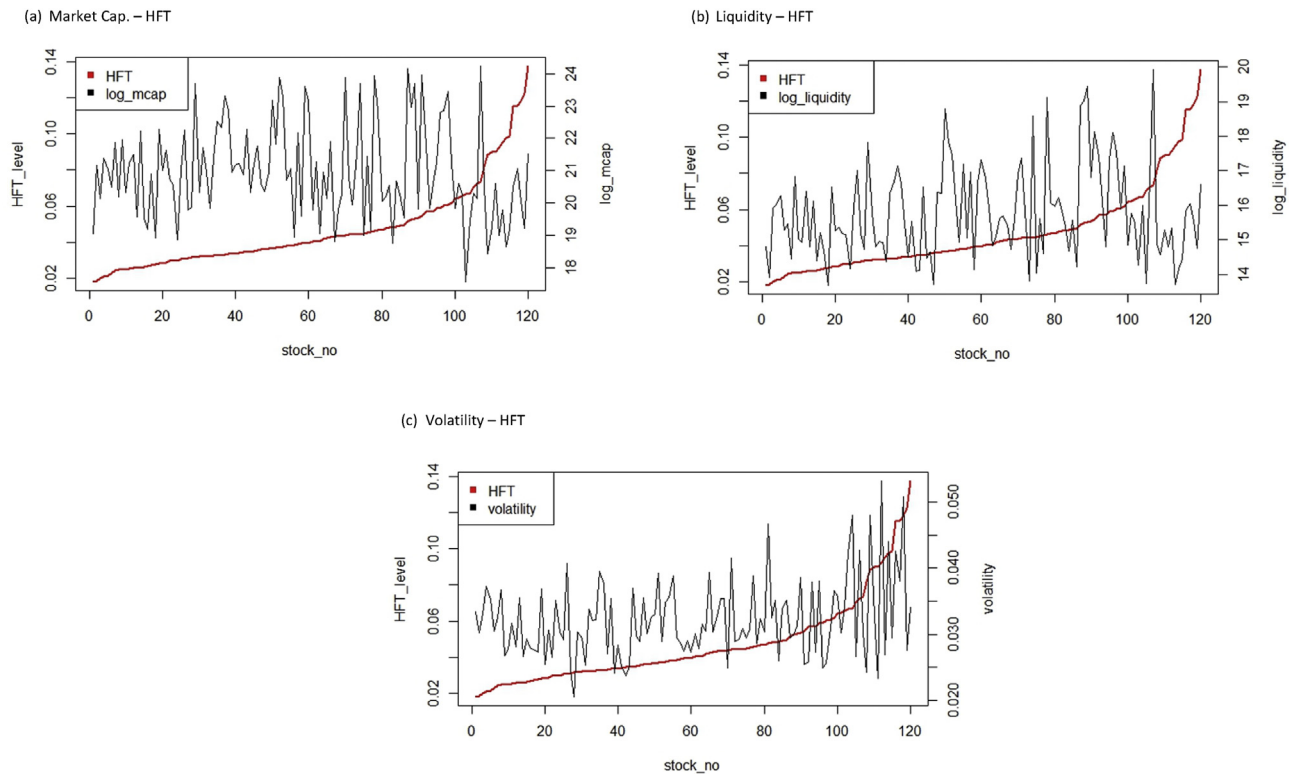 (a) Market Cap. – HFT
HFT
log_mcap
HFT_level
0.14
0.10
0.06
0.02
24
23
22
21
20
19
18
log_mcap
0 20 40 60 80 100 120
stock_no
(b) Liquidity – HFT
HFT
log_liquidity
HFT_level
0.14
0.10
0.06
0.02
20
19
18
17
16
15
14
log_liquidity
0 20 40 60 80 100 120
stock_no
(c) Volatility – HFT
HFT
volatility
HFT_level
0.14
0.10
0.06
0.02
0.050
0.040
0.030
0.020
volatility
0 20 40 60 80 100 120
stock_no